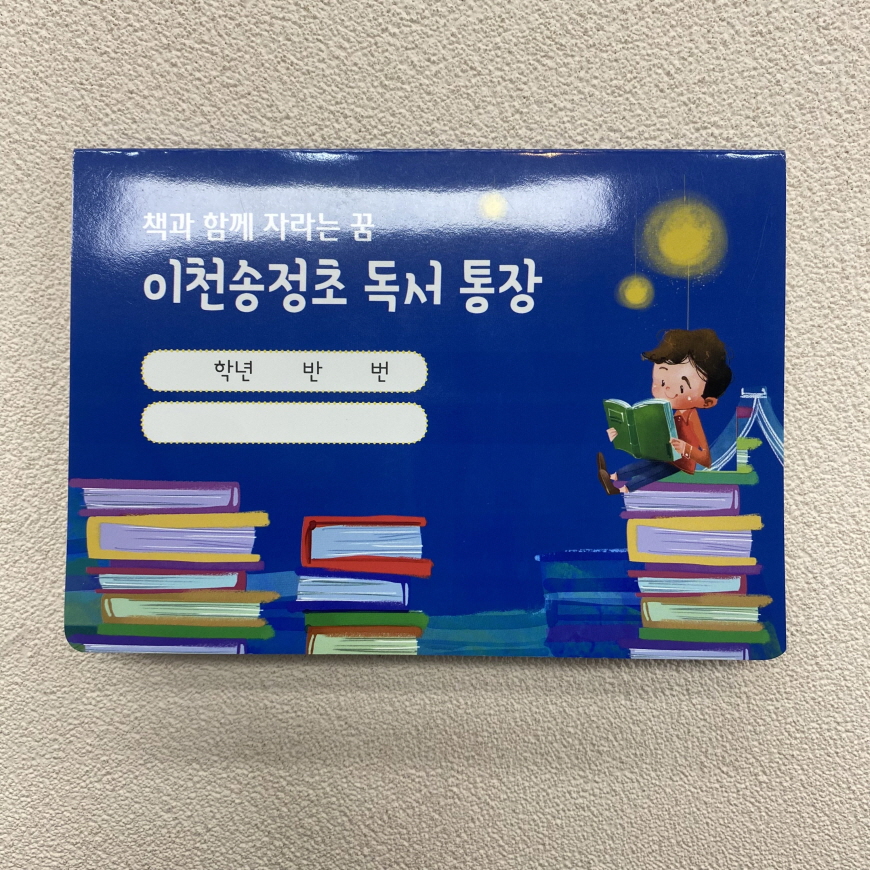 책과 함께 자라는 꿈
이천송정초 독서 통장
학년 반 번